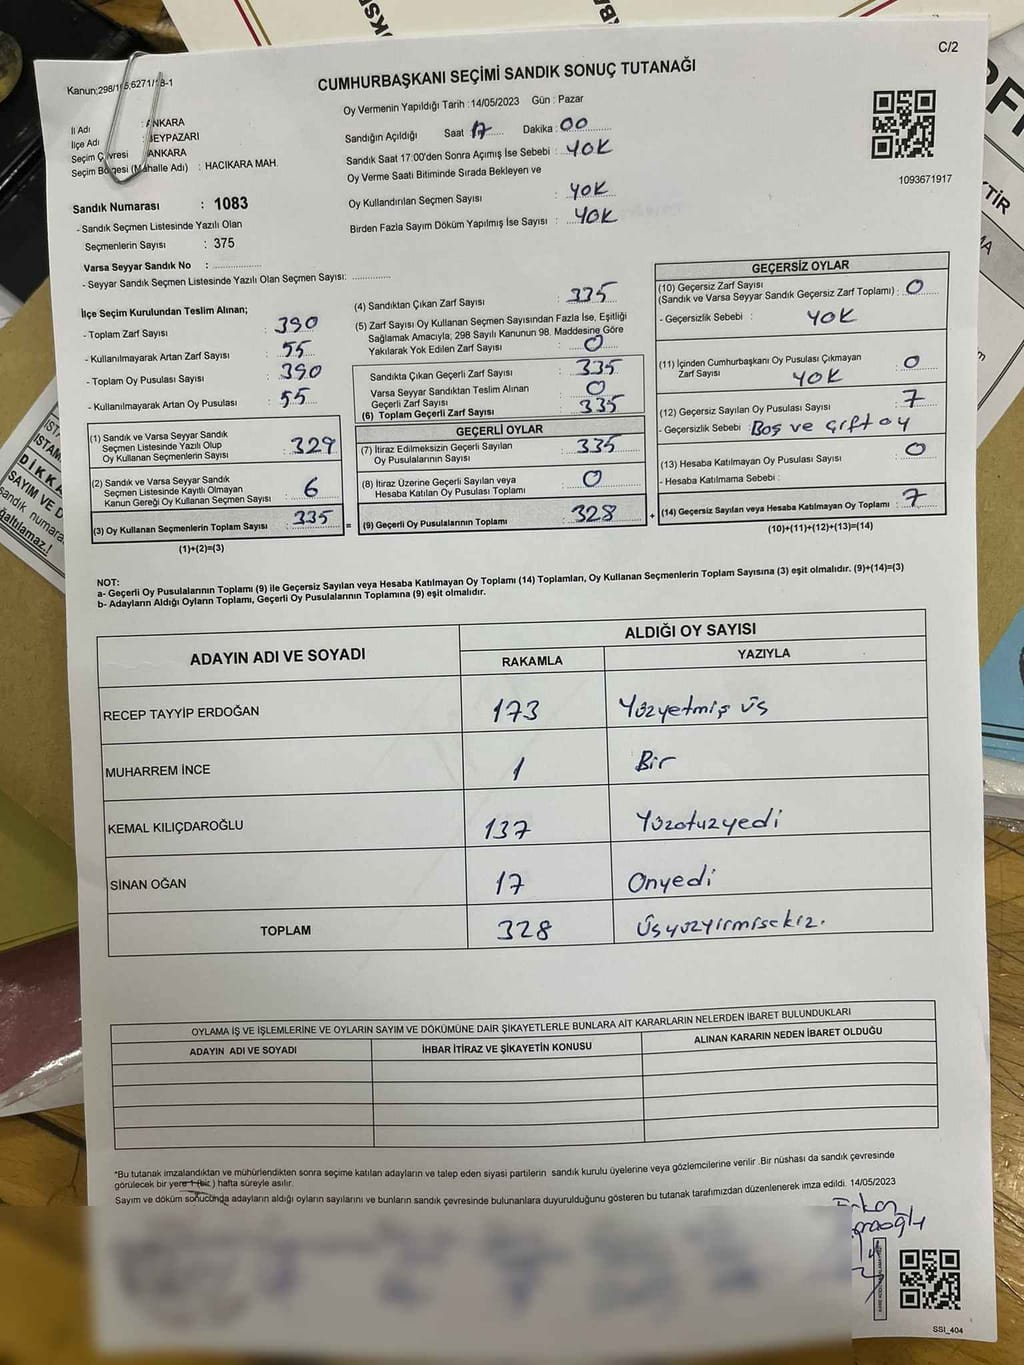 C/2
Kanun;298/1 6271/ 8-1
CUMHURBAŞKANI SEÇİMİ SANDIK SONUÇ TUTANAĞI
Oy Vermenin Yapıldığı Tarih : 14/05/2023 Gün : Pazar
İl Adı : ANKARA
İlçe Adı : BEYPAZARI
Seçim Çevresi : ANKARA
Seçim Bölgesi (Mahalle Adı) : HACIKARA MAH.
Sandığın Açıldığı Saat 17 Dakika : 00
Sandık Saat 17:00'den Sonra Açımış İse Sebebi : YOK
Oy Verme Saati Bitiminde Sırada Bekleyen ve
Oy Kullandırılan Seçmen Sayısı : YOK
Birden Fazla Sayım Döküm Yapılmış İse Sayısı : YOK
1093671917
Sandık Numarası : 1083
- Sandık Seçmen Listesinde Yazılı Olan
Seçmenlerin Sayısı : 375
Varsa Seyyar Sandık No : ................
- Seyyar Sandık Seçmen Listesinde Yazılı Olan Seçmen Sayısı: .............
İlçe Seçim Kurulundan Teslim Alınan;
- Toplam Zarf Sayısı : 390
- Kullanılmayarak Artan Zarf Sayısı : 55
- Toplam Oy Pusulası Sayısı : 390
- Kullanılmayarak Artan Oy Pusulası : 55
(1) Sandık ve Varsa Seyyar Sandık
Seçmen Listesinde Yazılı Olup
Oy Kullanan Seçmenlerin Sayısı : 329
(2) Sandık ve Varsa Seyyar Sandık
Seçmen Listesinde Kayıtlı Olmayan
Kanun Gereği Oy Kullanan Seçmen Sayısı : 6
(3) Oy Kullanan Seçmenlerin Toplam Sayısı : 335
(1)+(2)=(3)
(4) Sandıktan Çıkan Zarf Sayısı : 335
(5) Zarf Sayısı Oy Kullanan Seçmen Sayısından Fazla İse, Eşitliği
Sağlamak Amacıyla; 298 Sayılı Kanunun 98. Maddesine Göre
Yakılarak Yok Edilen Zarf Sayısı : 0
Sandıkta Çıkan Geçerli Zarf Sayısı : 335
Varsa Seyyar Sandıktan Teslim Alınan
Geçerli Zarf Sayısı : 0
(6) Toplam Geçerli Zarf Sayısı : 335
GEÇERLİ OYLAR
(7) İtiraz Edilmeksizin Geçerli Sayılan
Oy Pusulalarının Sayısı : 335
(8) İtiraz Üzerine Geçerli Sayılan veya
Hesaba Katılan Oy Pusulası Toplamı : 0
= (9) Geçerli Oy Pusulalarının Toplamı : 328 +
GEÇERSİZ OYLAR
(10) Geçersiz Zarf Sayısı
(Sandık ve Varsa Seyyar Sandık Geçersiz Zarf Toplamı) : 0
- Geçersizlik Sebebi : YOK
(11) İçinden Cumhurbaşkanı Oy Pusulası Çıkmayan
Zarf Sayısı : 0
YOK
(12) Geçersiz Sayılan Oy Pusulası Sayısı : 7
- Geçersizlik Sebebi : Boş ve çift oy
(13) Hesaba Katılmayan Oy Pusulası Sayısı : 0
- Hesaba Katılmama Sebebi :
(14) Geçersiz Sayılan veya Hesaba Katılmayan Oy Toplamı : 7
(10)+(11)+(12)+(13)=(14)
NOT:
a- Geçerli Oy Pusulalarının Toplamı (9) ile Geçersiz Sayılan veya Hesaba Katılmayan Oy Toplamı (14) Toplamları, Oy Kullanan Seçmenlerin Toplam Sayısına (3) eşit olmalıdır. (9)+(14)=(3)
b- Adayların Aldığı Oyların Toplamı, Geçerli Oy Pusulalarının Toplamına (9) eşit olmalıdır.
ADAYIN ADI VE SOYADI
ALDIĞI OY SAYISI
RAKAMLA YAZIYLA
RECEP TAYYİP ERDOĞAN 173 Yüzyetmiş üs
MUHARREM İNCE 1 Bir
KEMAL KILIÇDAROĞLU 137 Yüzotuzyedi
SİNAN OĞAN 17 Onyedi
TOPLAM 328 Üsyüzyirmisekiz.
OYLAMA İŞ VE İŞLEMLERİNE VE OYLARIN SAYIM VE DÖKÜMÜNE DAİR ŞİKAYETLERLE BUNLARA AİT KARARLARIN NELERDEN İBARET BULUNDUKLARI
ADAYIN ADI VE SOYADI İHBAR İTİRAZ VE ŞİKAYETİN KONUSU ALINAN KARARIN NEDEN İBARET OLDUĞU
*Bu tutanak imzalandıktan ve mühürlendikten sonra seçime katılan adayların ve talep eden siyasi partilerin sandık kurulu üyelerine veya gözlemcilerine verilir .Bir nüshası da sandık çevresinde
görülecek bir yere 1 (bir) hafta süreyle asılır.
Sayım ve döküm sonucunda adayların aldığı oyların sayılarını ve bunların sandık çevresinde bulunanlara duyurulduğunu gösteren bu tutanak tarafımızdan düzenlenerek imza edildi. 14/05/2023
SSI_404
DİKKA
SAYIM VE D
sandık numara